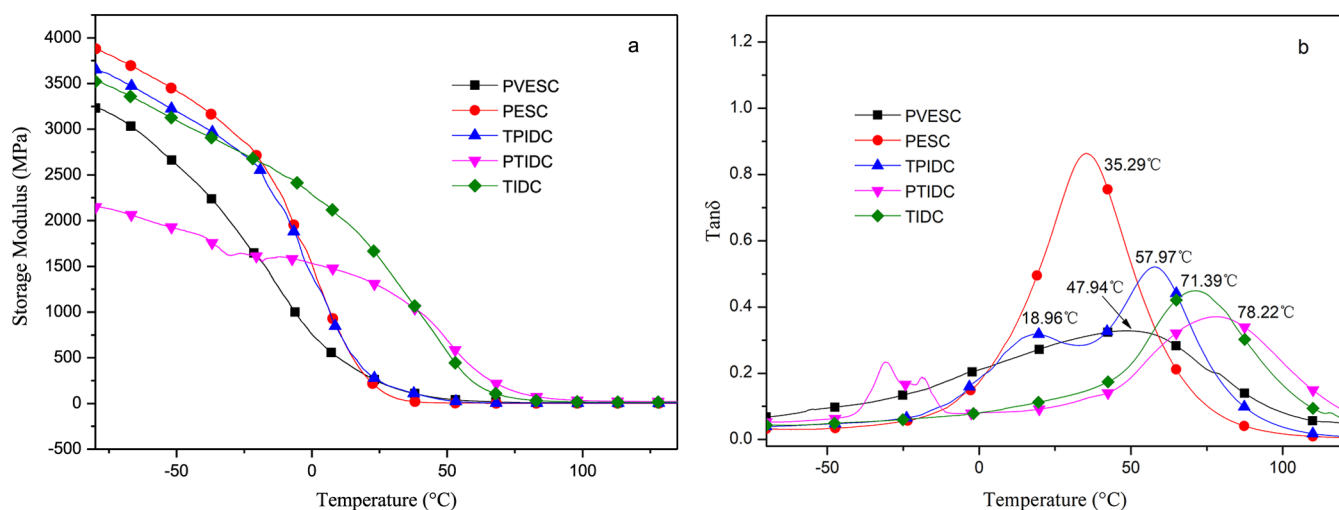 a
4000
3500
3000
2500
2000
1500
1000
500
0
-500
Storage Modulus (MPa)
PVESC
PESC
TPIDC
PTIDC
TIDC
-50 0 50 100
Temperature (°C)
b
1.2
1.0
0.8
0.6
0.4
0.2
0.0
Tanδ
PVESC
PESC
TPIDC
PTIDC
TIDC
35.29℃
57.97℃
47.94℃
71.39℃
18.96℃
78.22℃
-50 0 50 100
Temperature (°C)